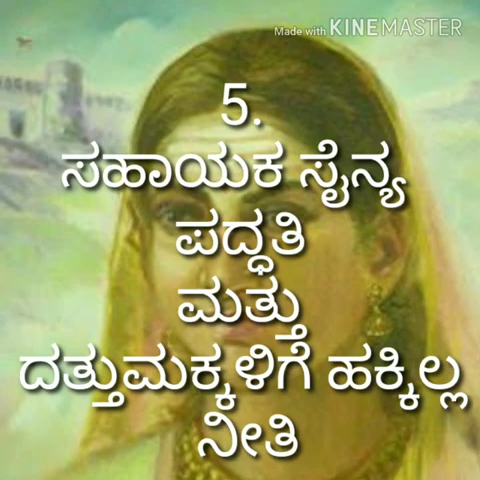 Made with KINEMASTER
5.
ಸಹಾಯಕ ಸೈನ್ಯ
ಪದ್ಧತಿ
ಮತ್ತು
ದತ್ತುಮಕ್ಕಳಿಗೆ ಹಕ್ಕಿಲ್ಲ
ನೀತಿ